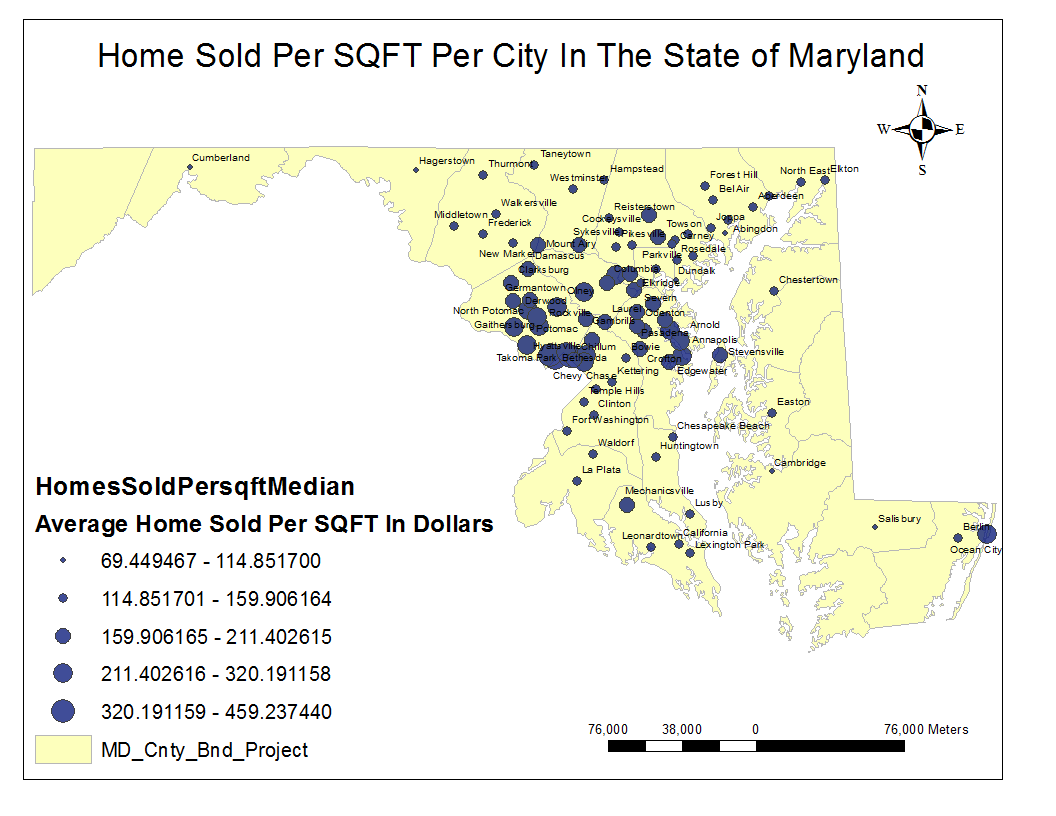 Home Sold Per SQFT Per City In The State of Maryland
N
W E
S
Cumberland
Hagerstown
Thurmont
Taneytown
Westminster
Hampstead
Forest Hill
North East
Elkton
Bel Air
Aberdeen
Middletown
Walkersville
Frederick
Reisterstown
Cockeysville
Sykesville
Pikesville
Towson
Joppa
Carney
Abingdon
New Market
Mount Airy
Damascus
Parkville
Rosedale
Clarksburg
Columbia
Dundalk
Elkridge
Chestertown
Germantown
Olney
Derwood
Severn
North Potomac
Rockville
Laurel
Odenton
Gambrills
Gaithersburg
Potomac
Pasadena
Arnold
Annapolis
Hyattsville
Chillum
Bowie
Stevensville
Takoma Park
Bethesda
Crofton
Chevy Chase
Kettering
Edgewater
Temple Hills
Clinton
Easton
Fort Washington
Chesapeake Beach
Waldorf
Huntingtown
La Plata
Cambridge
Mechanicsville
Lusby
Salisbury
Leonardtown
California
Lexington Park
Berlin
Ocean City
HomesSoldPersqftMedian
Average Home Sold Per SQFT In Dollars
69.449467 - 114.851700
114.851701 - 159.906164
159.906165 - 211.402615
211.402616 - 320.191158
320.191159 - 459.237440
MD_Cnty_Bnd_Project
76,000 38,000 0 76,000 Meters